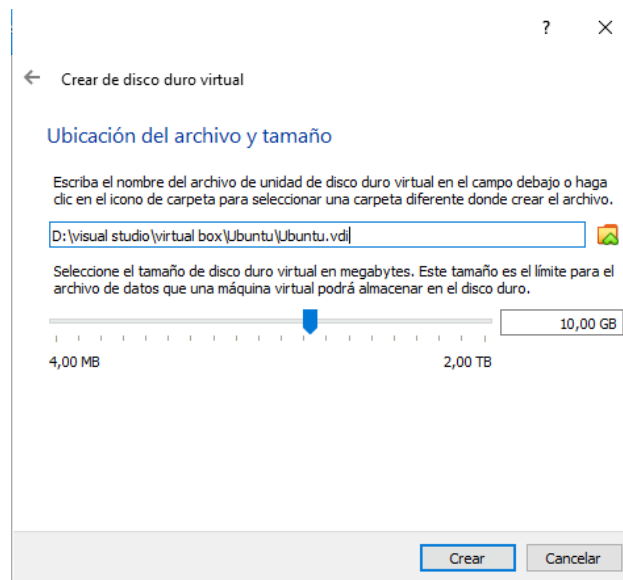 ?
Crear de disco duro virtual
Ubicación del archivo y tamaño
Escriba el nombre del archivo de unidad de disco duro virtual en el campo debajo o haga
clic en el icono de carpeta para seleccionar una carpeta diferente donde crear el archivo.
D:\visual studio\virtual box\Ubuntu\Ubuntu.vdi
Seleccione el tamaño de disco duro virtual en megabytes. Este tamaño es el límite para el
archivo de datos que una máquina virtual podrá almacenar en el disco duro.
10,00 GB
4,00 MB 2,00 TB
Crear Cancelar